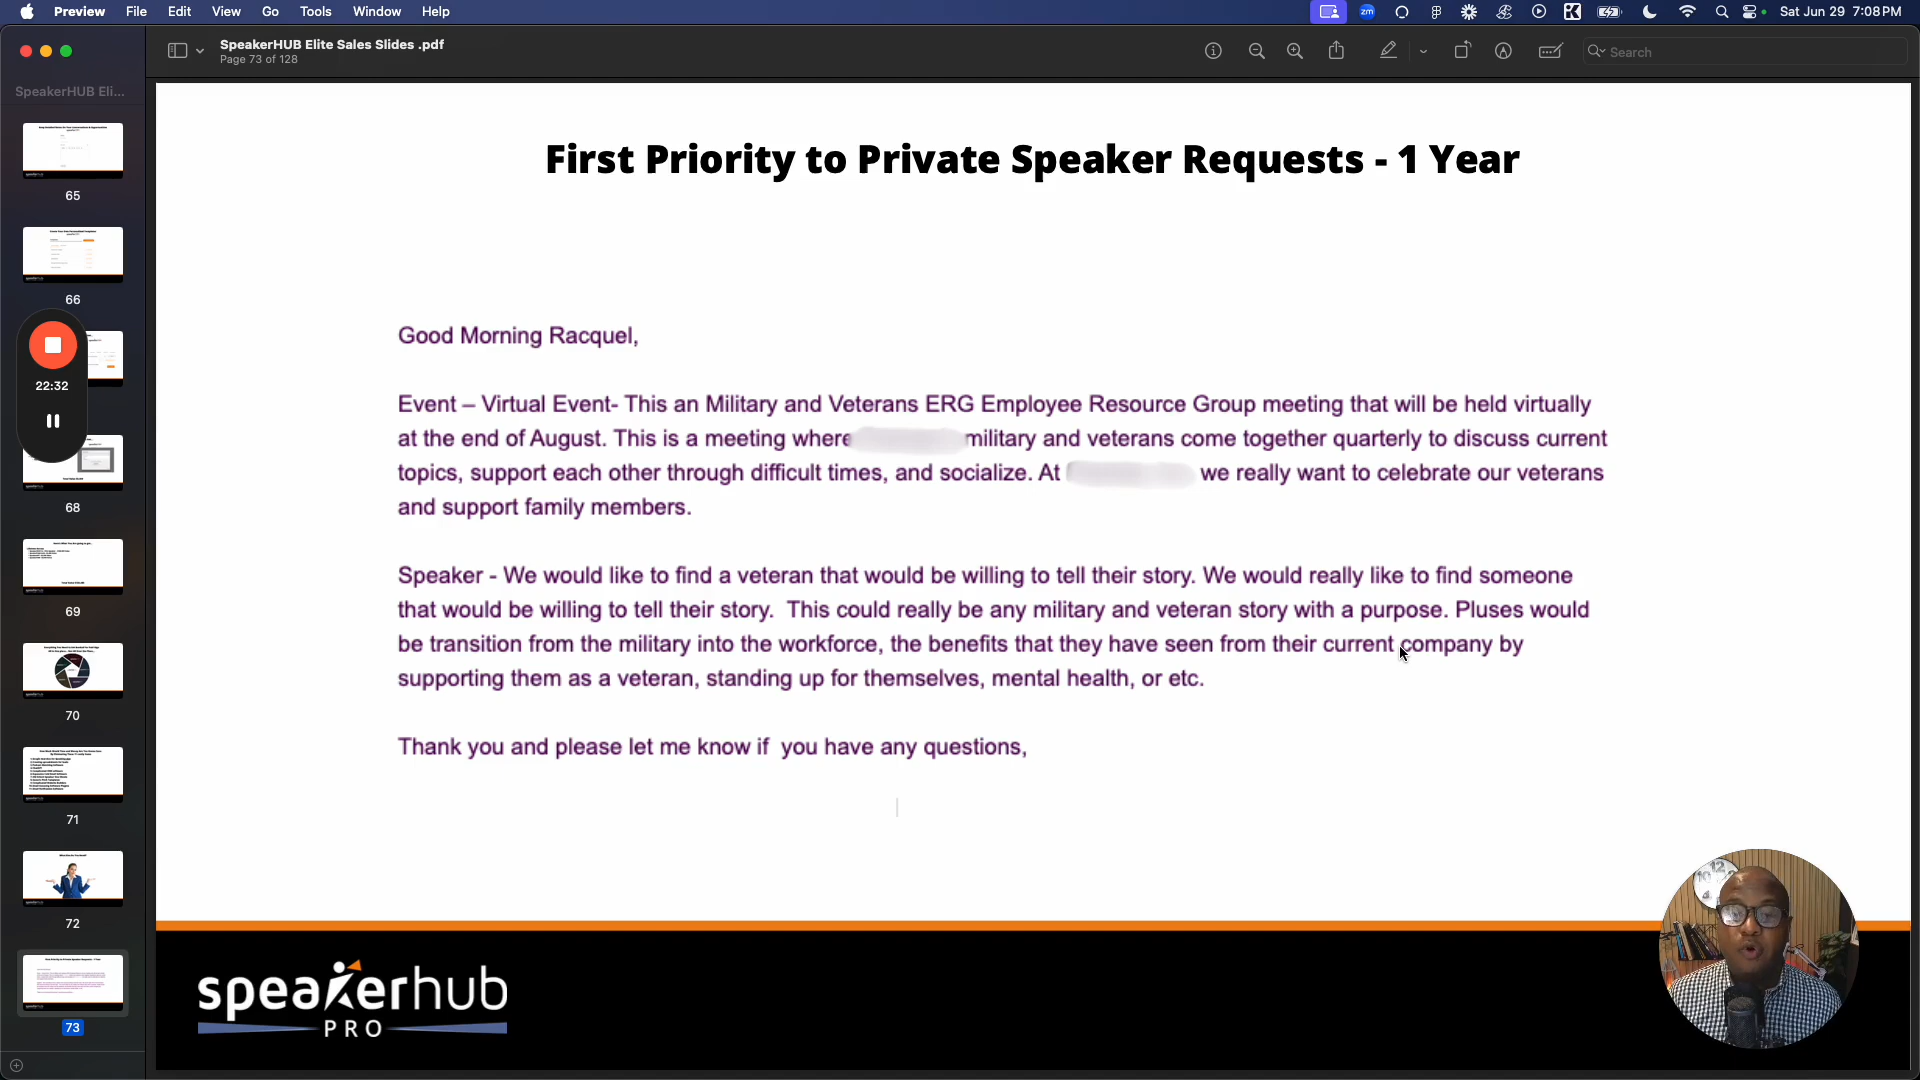 Preview File Edit View Go Tools Window Help
zm
Sat Jun 29 7:08 PM
SpeakerHUB Elite Sales Slides .pdf
Page 73 of 128
Search
SpeakerHUB Eli...
65
66
22:32
68
69
70
71
72
73
First Priority to Private Speaker Requests - 1 Year
Good Morning Racquel,
Event – Virtual Event- This an Military and Veterans ERG Employee Resource Group meeting that will be held virtually
at the end of August. This is a meeting where military and veterans come together quarterly to discuss current
topics, support each other through difficult times, and socialize. At we really want to celebrate our veterans
and support family members.
Speaker - We would like to find a veteran that would be willing to tell their story. We would really like to find someone
that would be willing to tell their story.  This could really be any military and veteran story with a purpose. Pluses would
be transition from the military into the workforce, the benefits that they have seen from their current company by
supporting them as a veteran, standing up for themselves, mental health, or etc.
Thank you and please let me know if  you have any questions,
speakerhub
PRO